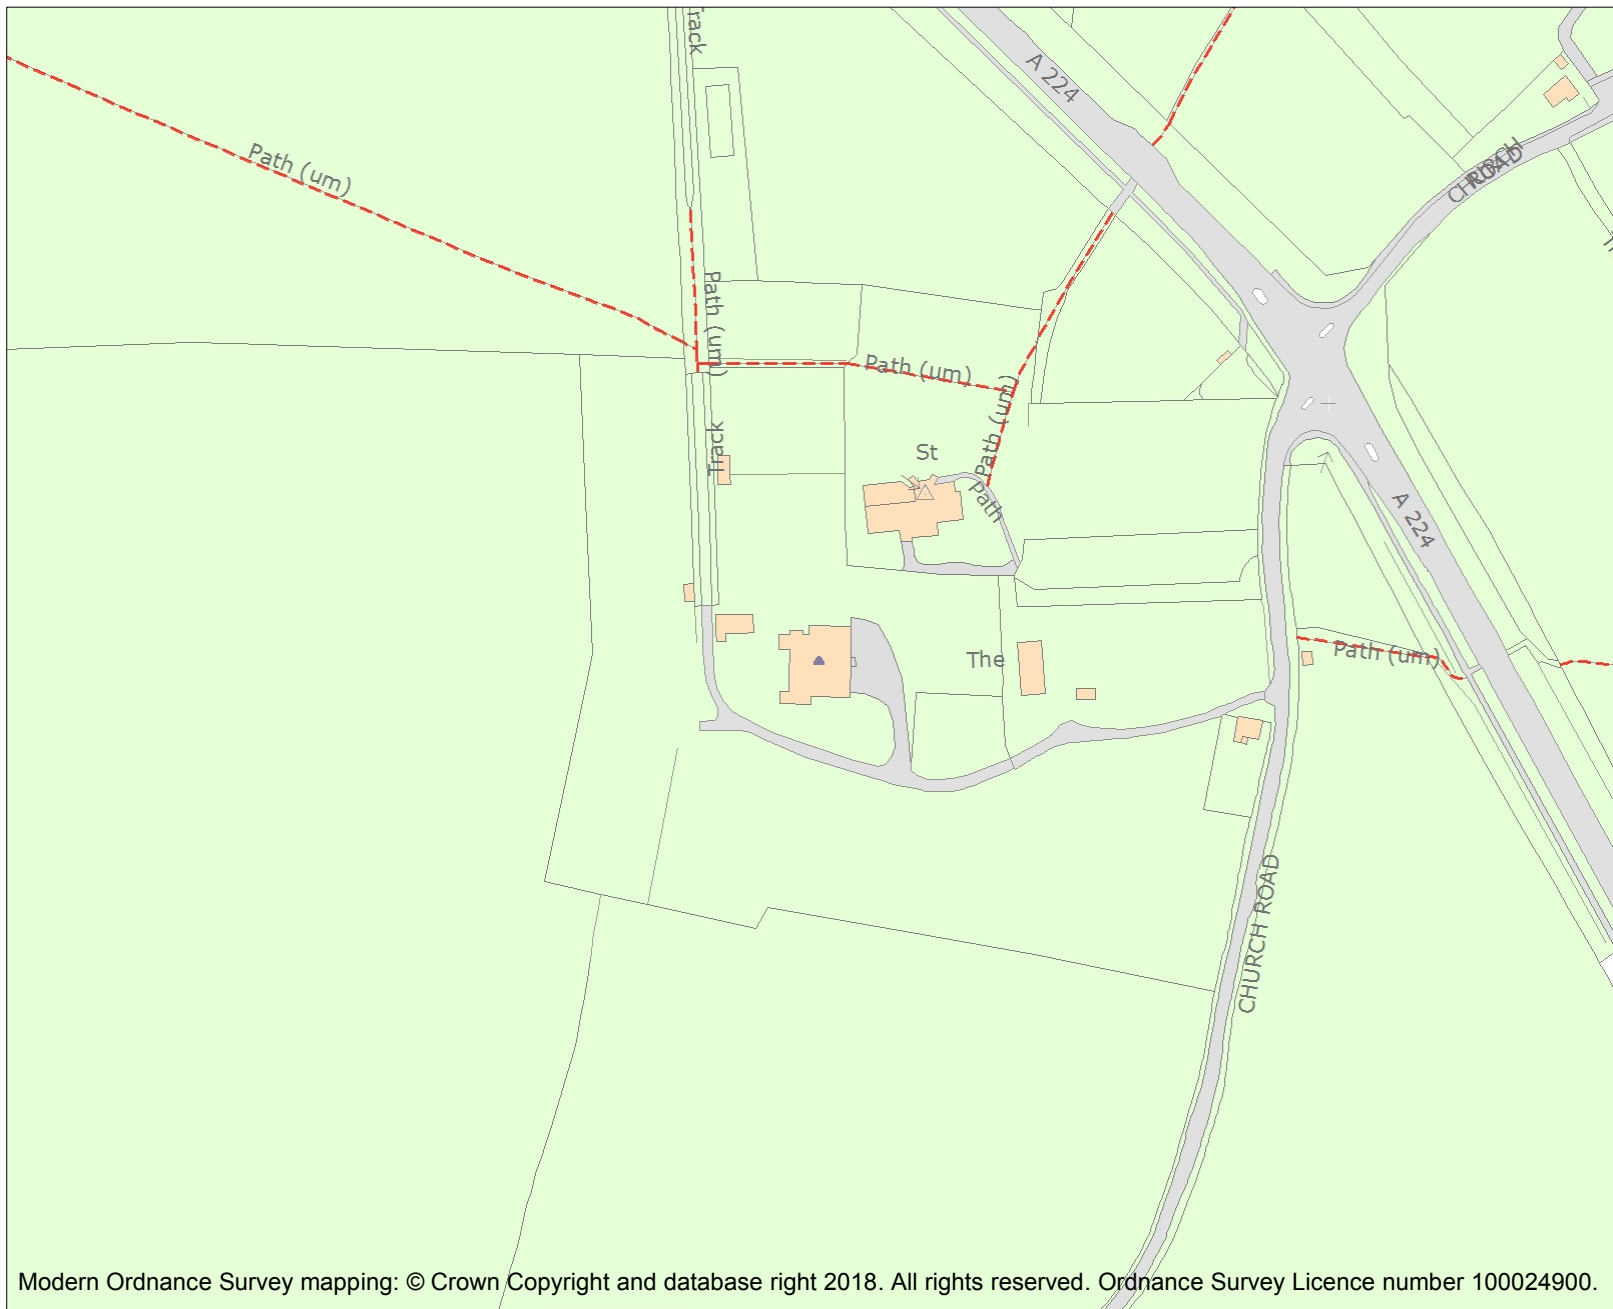 Track
A 224
Path (um)
CHURCH
ROAD
Path (um)
Path (um)
Path (um)
Track
St
Path
A 224
The
Path (um)
CHURCH ROAD
Modern Ordnance Survey mapping: © Crown Copyright and database right 2018. All rights reserved. Ordnance Survey Licence number 100024900.